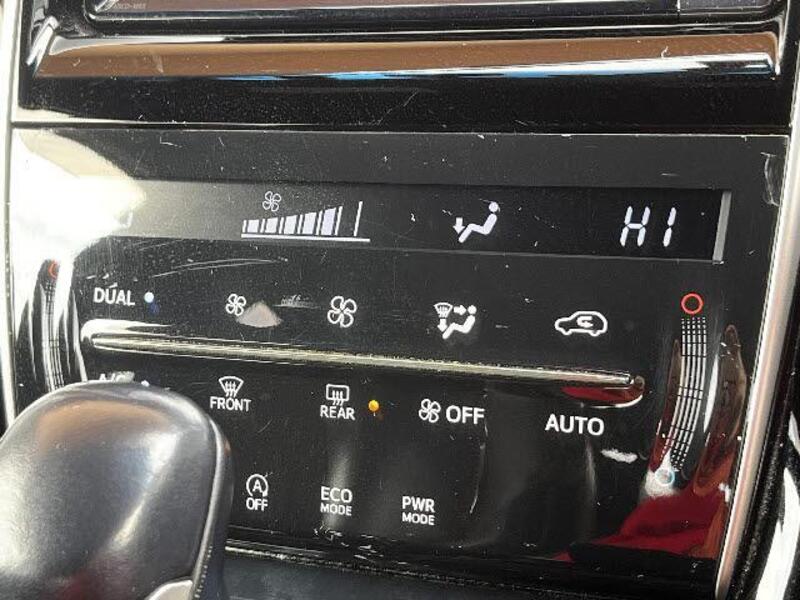 HI
DUAL
A/C
FRONT
REAR
OFF
AUTO
A
OFF
ECO
MODE
PWR
MODE